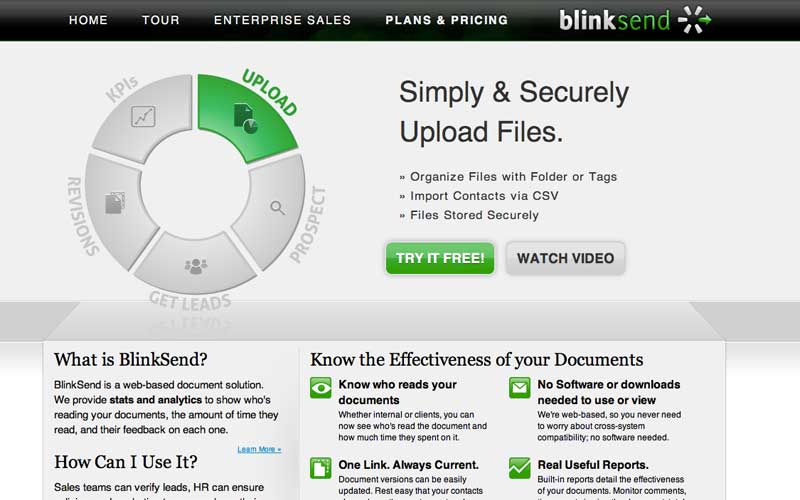 HOME TOUR ENTERPRISE SALES PLANS & PRICING blinksend
KPIs
UPLOAD
REVISIONS
PROSPECT
GET LEADS
Simply & Securely
Upload Files.
» Organize Files with Folder or Tags
» Import Contacts via CSV
» Files Stored Securely
TRY IT FREE! WATCH VIDEO
What is BlinkSend?
BlinkSend is a web-based document solution.
We provide stats and analytics to show who's
reading your documents, the amount of time they
read, and their feedback on each one.
Learn More »
How Can I Use It?
Sales teams can verify leads, HR can ensure
Know the Effectiveness of your Documents
Know who reads your
documents
Whether internal or clients, you can
now see who's read the document and
how much time they spent on it.
No Software or downloads
needed to use or view
We're web-based, so you never need
to worry about cross-system
compatibility; no software needed.
One Link. Always Current.
Document versions can be easily
updated. Rest easy that your contacts
Real Useful Reports.
Built-in reports detail the effectiveness
of your documents. Monitor comments,